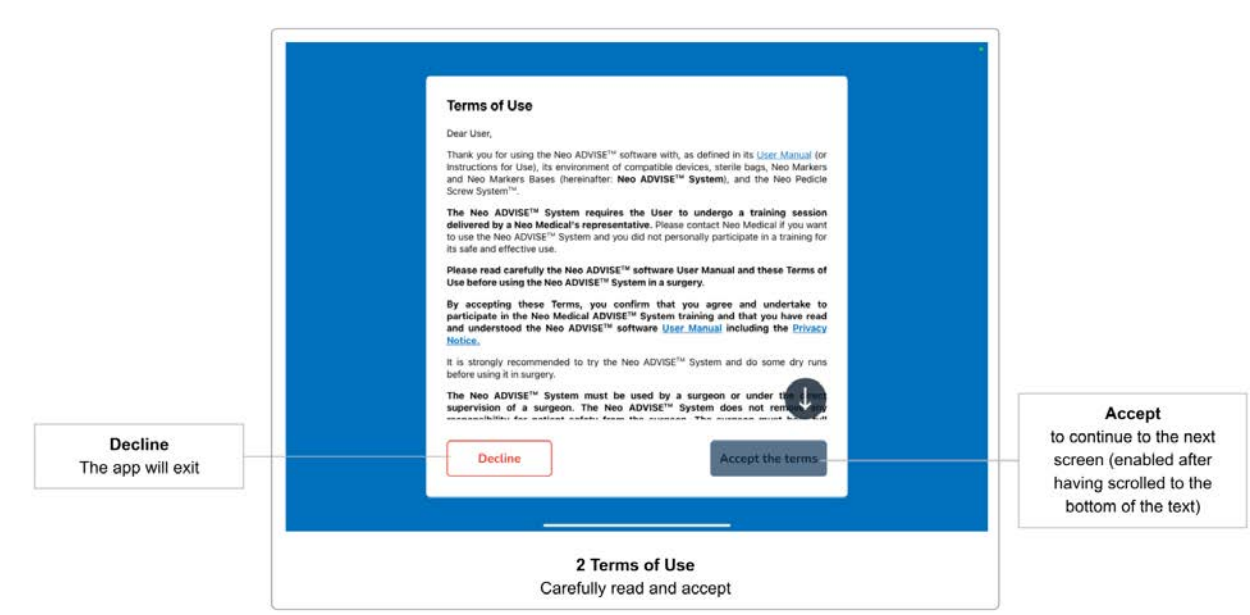 Terms of Use
Dear User,
Thank you for using the Neo ADVISE™ software with, as defined in its User Manual (or
Instructions for Use), its environment of compatible devices, sterile bags, Neo Markers
and Neo Markers Bases (hereinafter: Neo ADVISE™ System), and the Neo Pedicle
Screw System™.
The Neo ADVISE™ System requires the User to undergo a training session
delivered by a Neo Medical's representative. Please contact Neo Medical if you want
to use the Neo ADVISE™ System and you did not personally participate in a training for
its safe and effective use.
Please read carefully the Neo ADVISE™ software User Manual and these Terms of
Use before using the Neo ADVISE™ System in a surgery.
By accepting these Terms, you confirm that you agree and undertake to
participate in the Neo Medical ADVISE™ System training and that you have read
and understood the Neo ADVISE™ software User Manual including the Privacy
Notice.
It is strongly recommended to try the Neo ADVISE™ System and do some dry runs
before using it in surgery.
The Neo ADVISE™ System must be used by a surgeon or under the direct
supervision of a surgeon. The Neo ADVISE™ System does not remove any
Decline
Accept the terms
Decline
The app will exit
Accept
to continue to the next
screen (enabled after
having scrolled to the
bottom of the text)
2 Terms of Use
Carefully read and accept